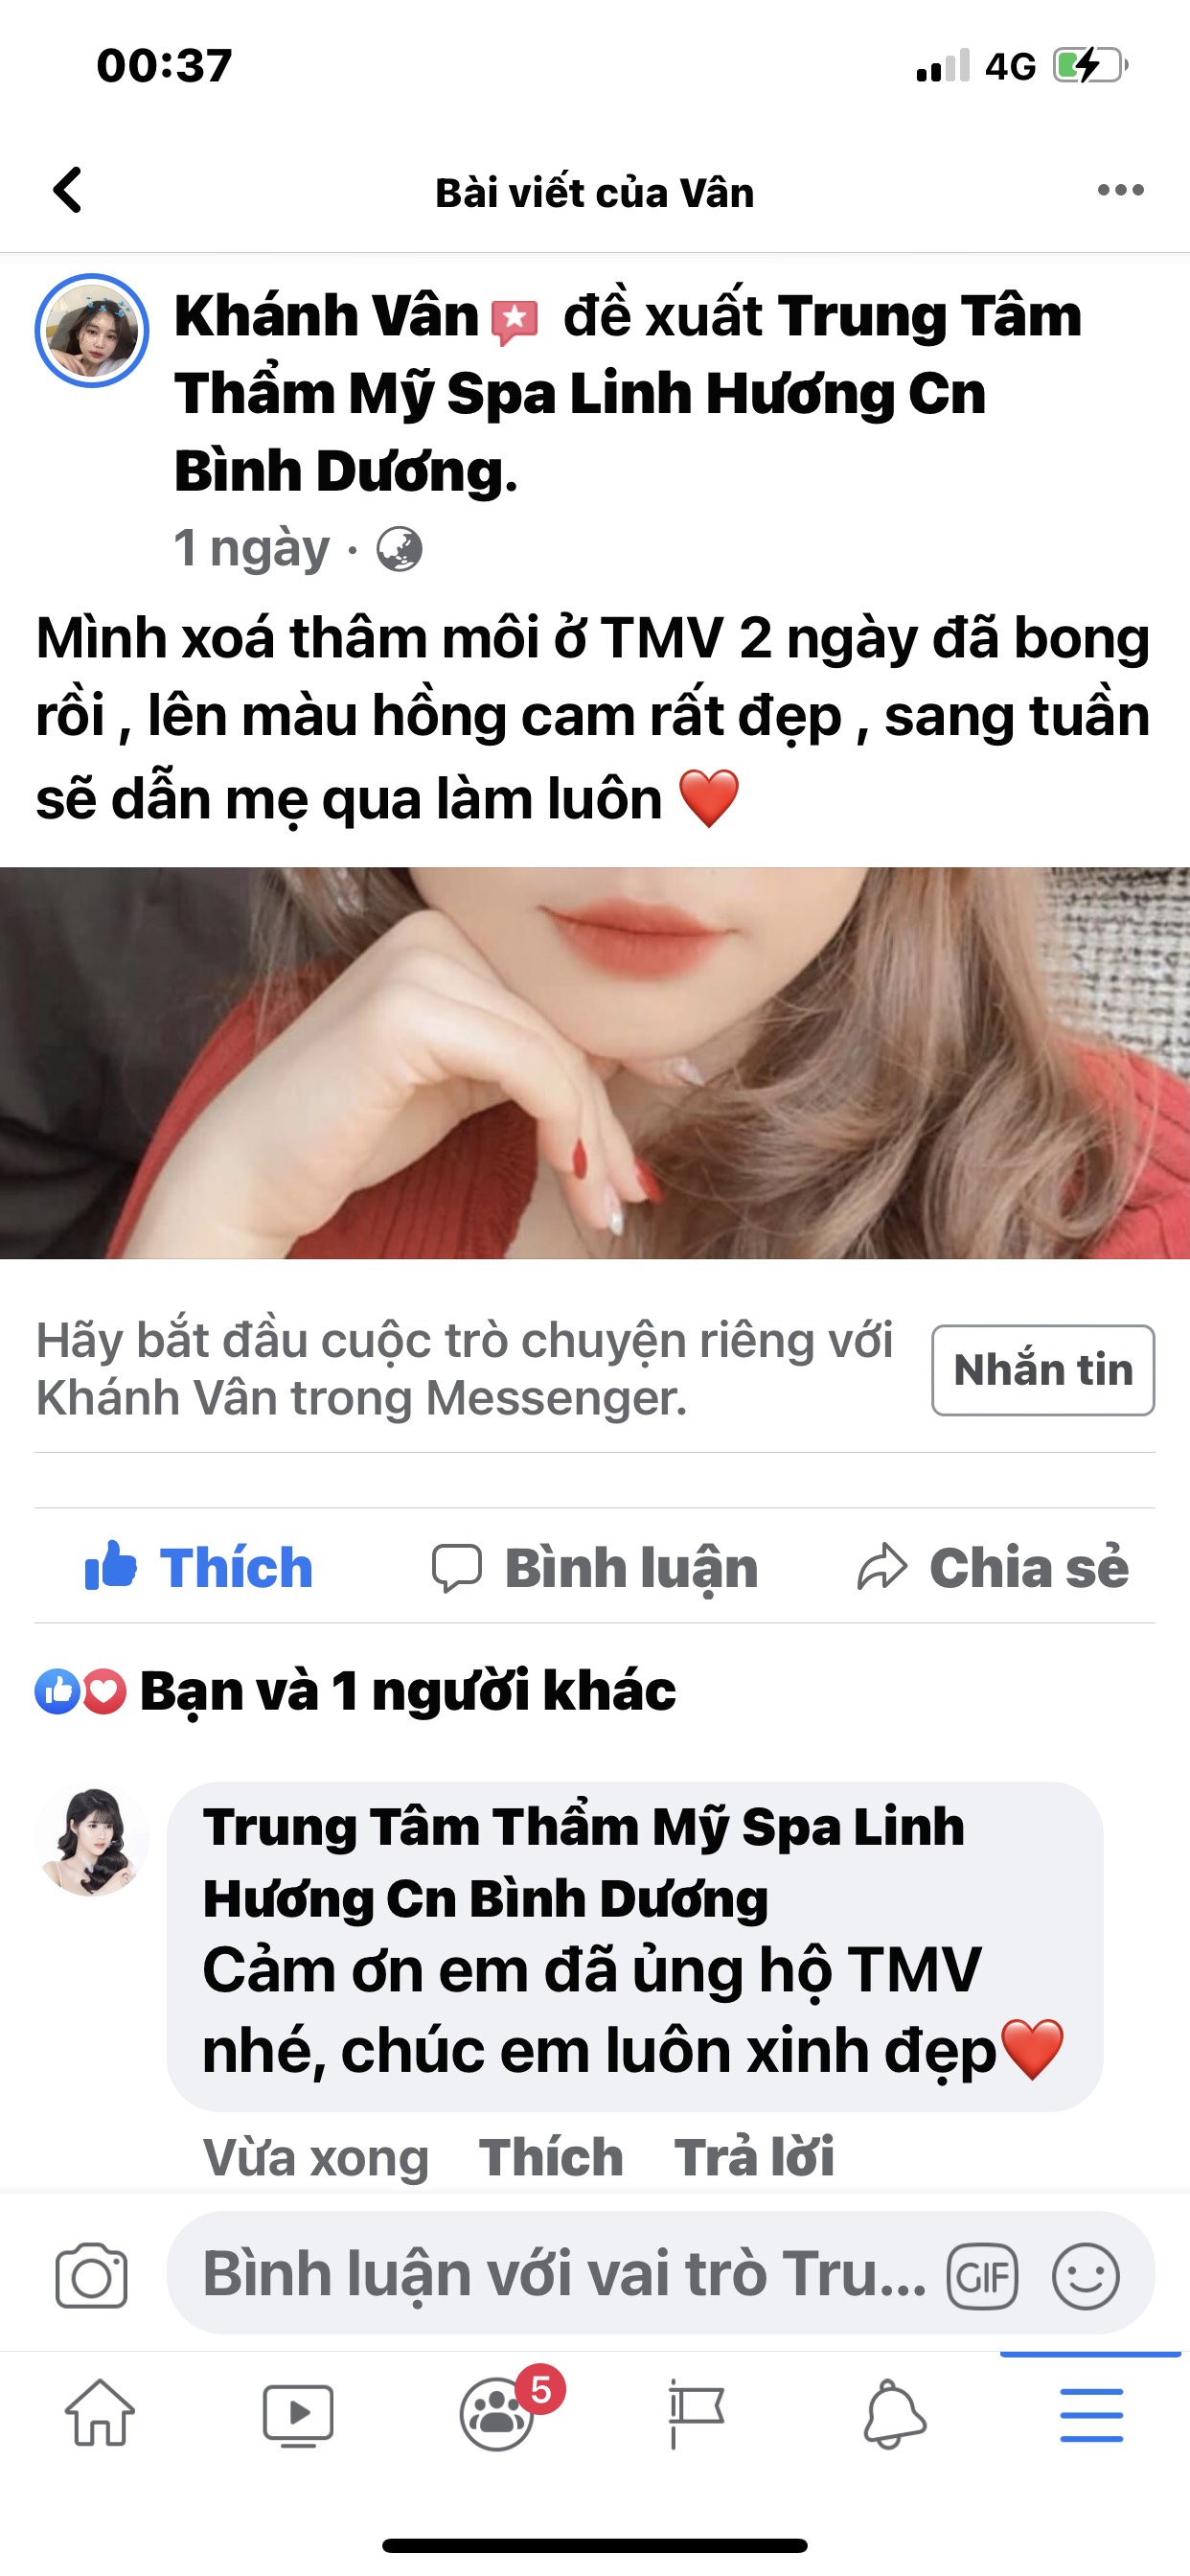 00:37
4G
Bài viết của Vân
Khánh Vân đề xuất Trung Tâm
Thẩm Mỹ Spa Linh Hương Cn
Bình Dương.
1 ngày ·
Mình xoá thâm môi ở TMV 2 ngày đã bong
rồi , lên màu hồng cam rất đẹp , sang tuần
sẽ dẫn mẹ qua làm luôn ❤️
Hãy bắt đầu cuộc trò chuyện riêng với
Khánh Vân trong Messenger.
Nhắn tin
Thích
Bình luận
Chia sẻ
Bạn và 1 người khác
Trung Tâm Thẩm Mỹ Spa Linh
Hương Cn Bình Dương
Cảm ơn em đã ủng hộ TMV
nhé, chúc em luôn xinh đẹp❤️
Vừa xong Thích Trả lời
Bình luận với vai trò Tru...
GIF
5